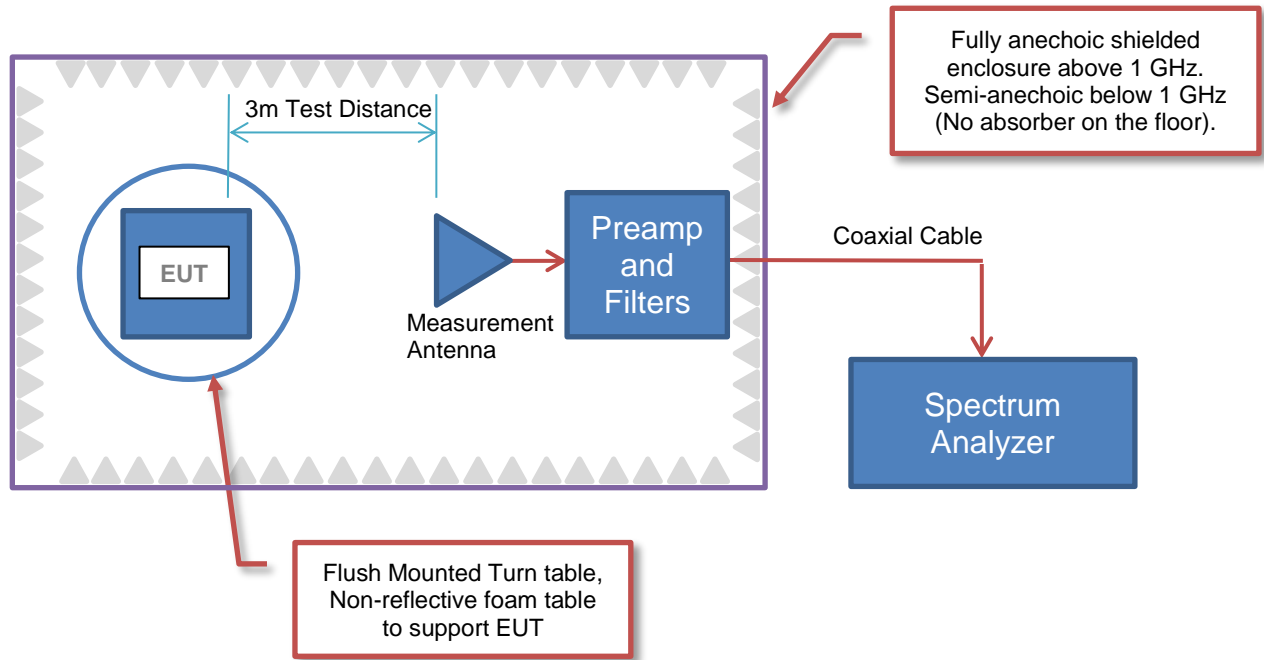 Fully anechoic shielded
enclosure above 1 GHz.
Semi-anechoic below 1 GHz
(No absorber on the floor).
3m Test Distance
EUT
Measurement
Antenna
Preamp
and
Filters
Coaxial Cable
Spectrum
Analyzer
Flush Mounted Turn table,
Non-reflective foam table
to support EUT